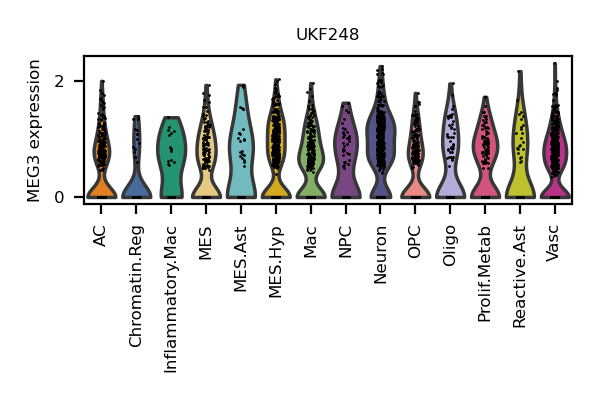 UKF248
MEG3 expression
2
0
AC
Chromatin.Reg
Inflammatory.Mac
MES
MES.Ast
MES.Hyp
Mac
NPC
Neuron
OPC
Oligo
Prolif.Metab
Reactive.Ast
Vasc